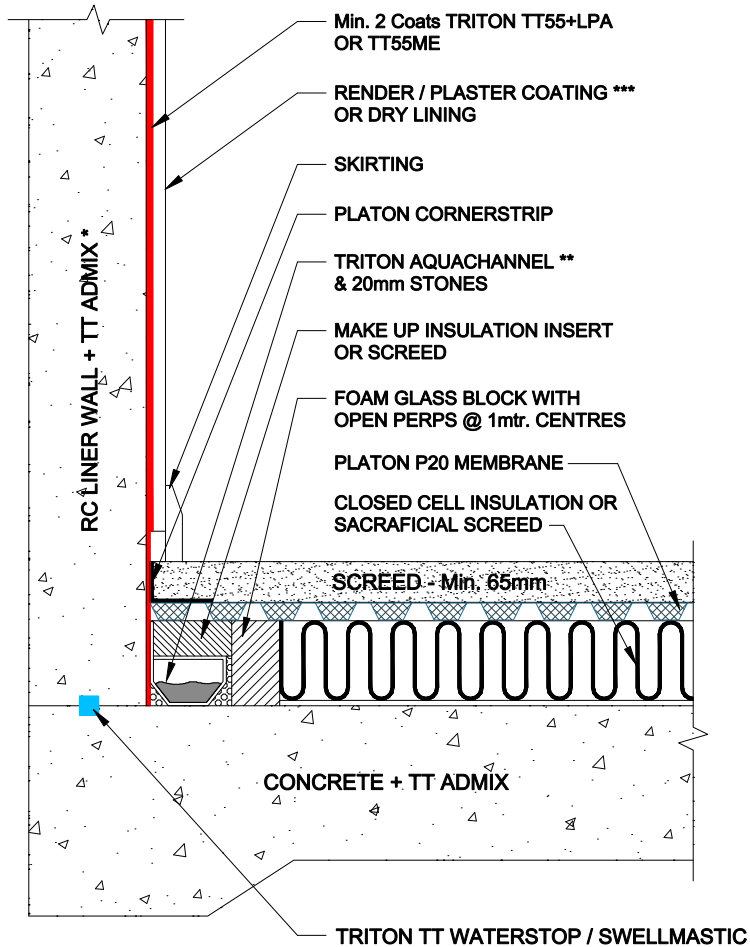 Min. 2 Coats TRITON TT55+LPA
OR TT55ME
RENDER / PLASTER COATING ***
OR DRY LINING
SKIRTING
PLATON CORNERSTRIP
TRITON AQUACHANNEL **
& 20mm STONES
MAKE UP INSULATION INSERT
OR SCREED
FOAM GLASS BLOCK WITH
OPEN PERPS @ 1mtr. CENTRES
PLATON P20 MEMBRANE
CLOSED CELL INSULATION OR
SACRAFICIAL SCREED
RC LINER WALL + TT ADMIX *
SCREED - Min. 65mm
CONCRETE + TT ADMIX
TRITON TT WATERSTOP / SWELLMASTIC